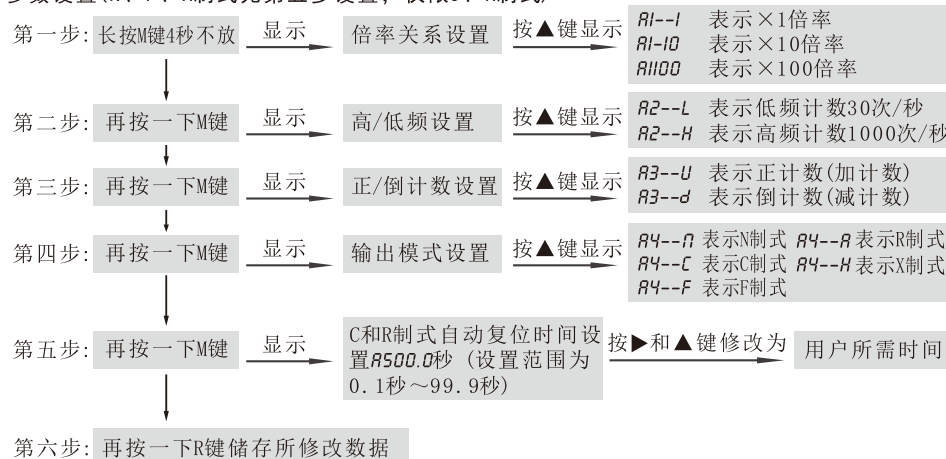 第一步: 长按M键4秒不放 显示 倍率关系设置 按▲键显示
A1--1 表示×1倍率
A1-10 表示×10倍率
A1100 表示×100倍率
第二步: 再按一下M键 显示 高/低频设置 按▲键显示
A2--L 表示低频计数30次/秒
A2--H 表示高频计数1000次/秒
第三步: 再按一下M键 显示 正/倒计数设置 按▲键显示
A3--U 表示正计数(加计数)
A3--d 表示倒计数(减计数)
第四步: 再按一下M键 显示 输出模式设置 按▲键显示
A4--N 表示N制式 A4--R 表示R制式
A4--C 表示C制式 A4--X 表示X制式
A4--F 表示F制式
第五步: 再按一下M键 显示
C和R制式自动复位时间设
置A500.0秒 (设置范围为
0.1秒~99.9秒)
按▶和▲键修改为 用户所需时间
第六步: 再按一下R键储存所修改数据